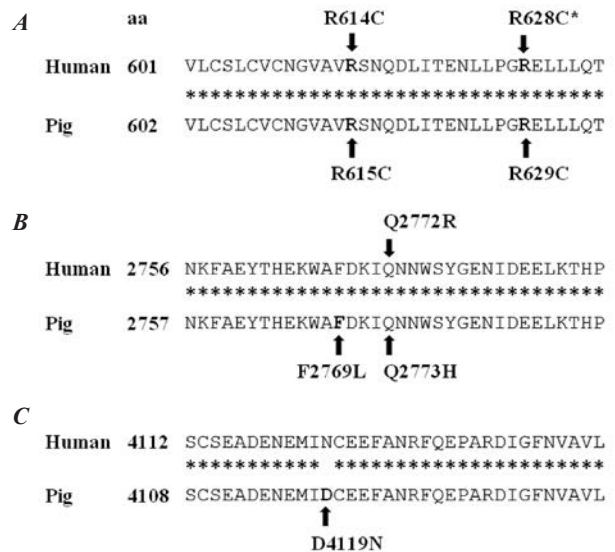 A aa R614C R628C*
Human 601 VLCSLCVCNGVAVRSNQDLITENLLPGRELLLQT
**********************************
Pig 602 VLCSLCVCNGVAVRSNQDLITENLLPGRELLLQT
R615C R629C
B Q2772R
Human 2756 NKFAEYTHEKWAFDKIQNNWSYGENIDEELKTHP
**********************************
Pig 2757 NKFAEYTHEKWAFDKIQNNWSYGENIDEELKTHP
F2769L Q2773H
C
Human 4112 SCSEADENEMINCEEFANRFQEPARDIGFNVAVL
*********** **********************
Pig 4108 SCSEADENEMIDCEEFANRFQEPARDIGFNVAVL
D4119N